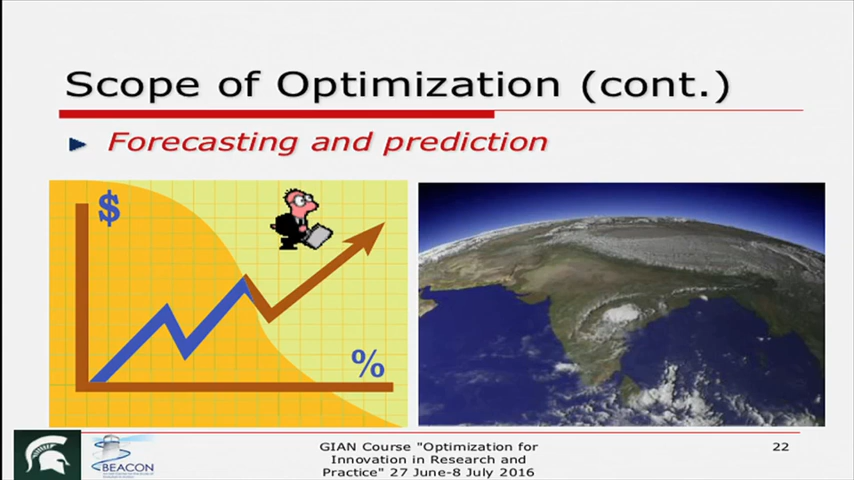 Scope of Optimization (cont.)
Forecasting and prediction
$
%
BEACON
GIAN Course "Optimization for
Innovation in Research and
Practice" 27 June-8 July 2016
22